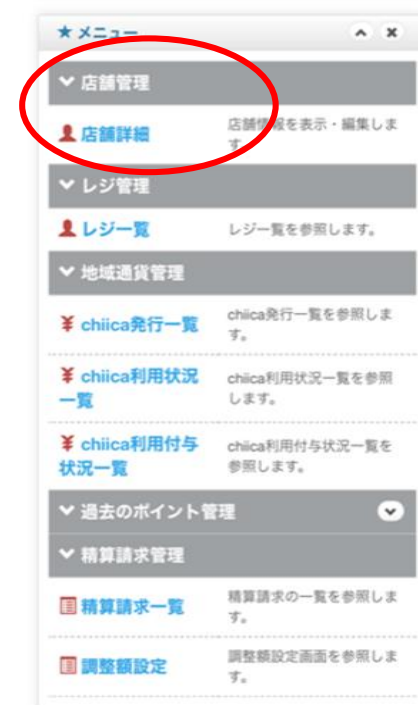 ★ メニュー
店舗管理
店舗詳細
店舗情報を表示・編集しま
す。
レジ管理
レジ一覧
レジ一覧を参照します。
地域通貨管理
¥ chiica発行一覧
chiica発行一覧を参照しま
す。
¥ chiica利用状況
一覧
chiica利用状況一覧を参照
します。
¥ chiica利用付与
状況一覧
chiica利用付与状況一覧を
参照します。
過去のポイント管理
精算請求管理
精算請求一覧
精算請求の一覧を参照しま
す。
調整額設定
調整額設定画面を参照しま
す。